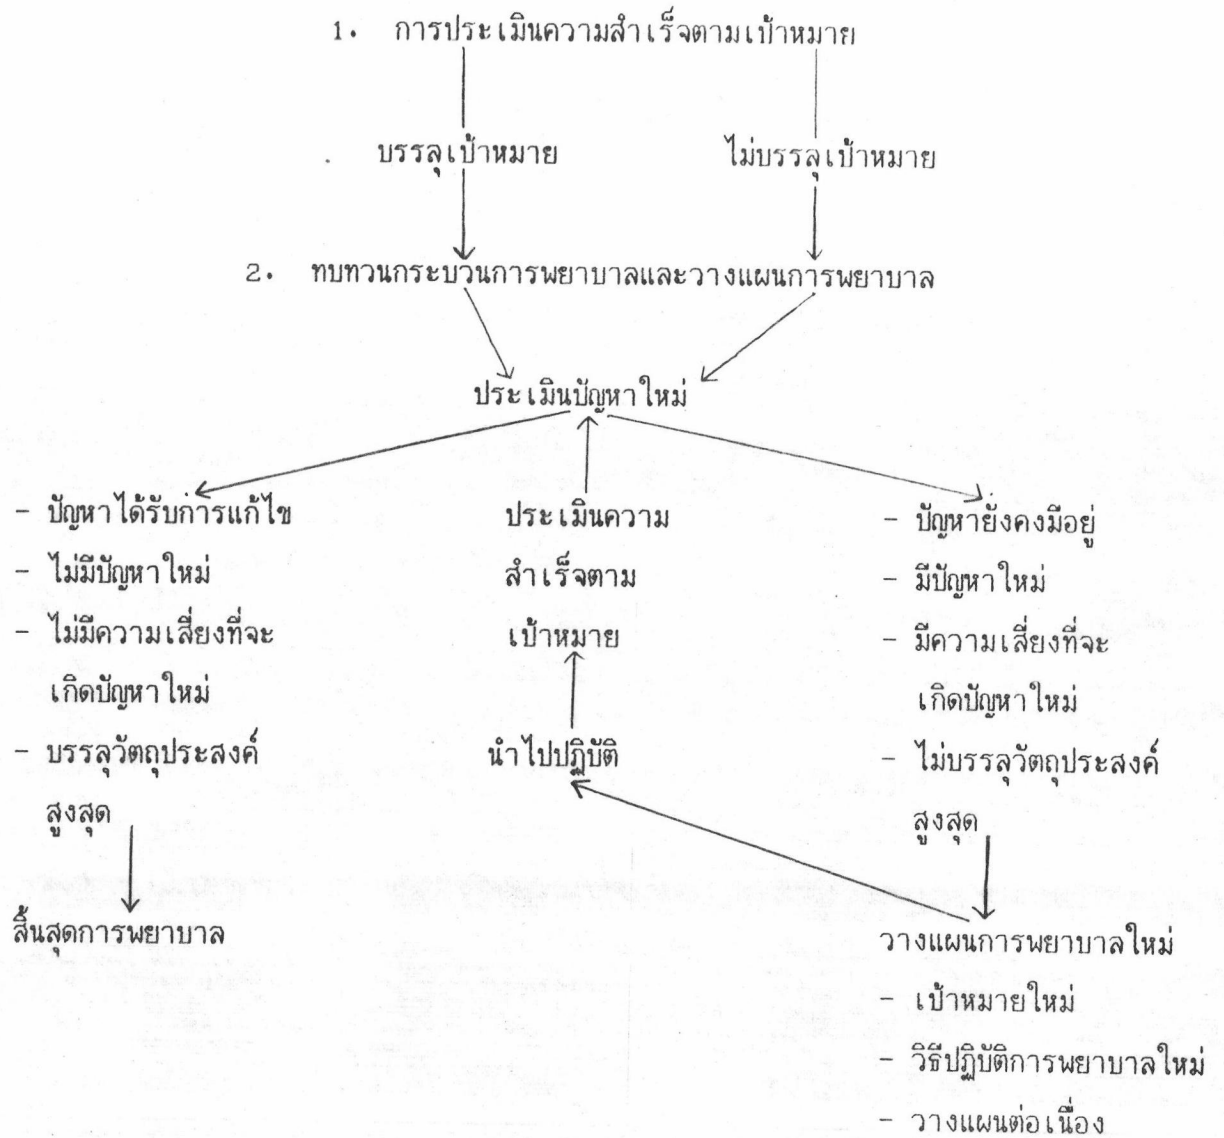 1. การประเมินความสำเร็จตามเป้าหมาย
บรรลุเป้าหมาย ไม่บรรลุเป้าหมาย
2. ทบทวนกระบวนการพยาบาลและวางแผนการพยาบาล
ประเมินปัญหาใหม่
- ปัญหาได้รับการแก้ไข
- ไม่มีปัญหาใหม่
- ไม่มีความเสี่ยงที่จะ
เกิดปัญหาใหม่
- บรรลุวัตถุประสงค์
สูงสุด
สิ้นสุดการพยาบาล
ประเมินความ
สำเร็จตาม
เป้าหมาย
นำไปปฏิบัติ
- ปัญหายังคงมีอยู่
- มีปัญหาใหม่
- มีความเสี่ยงที่จะ
เกิดปัญหาใหม่
- ไม่บรรลุวัตถุประสงค์
สูงสุด
วางแผนการพยาบาลใหม่
- เป้าหมายใหม่
- วิธีปฏิบัติการพยาบาลใหม่
- วางแผนต่อเนื่อง